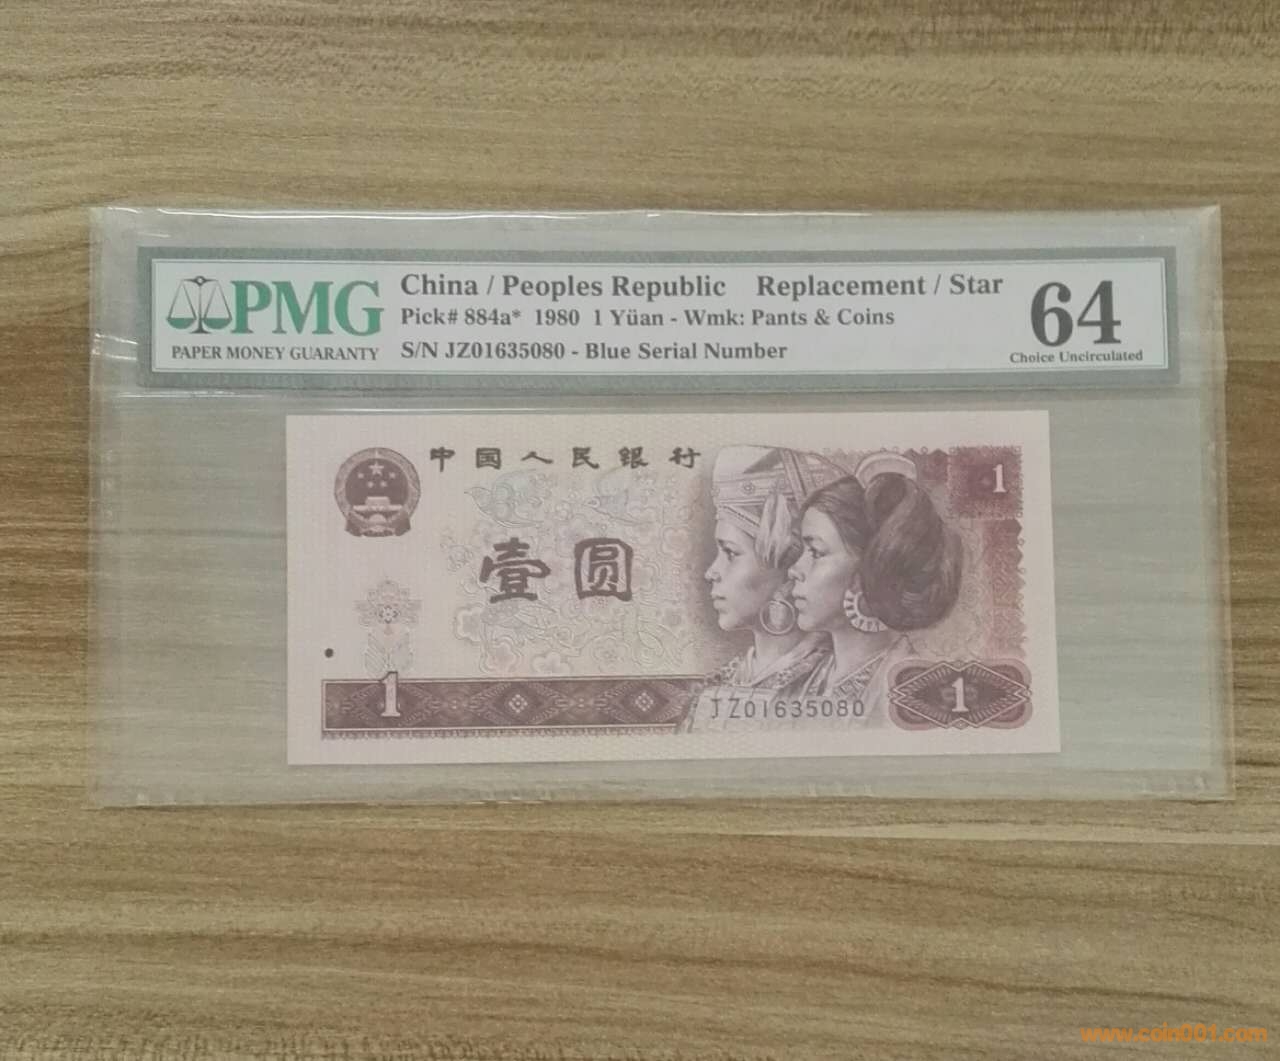 PMG
PAPER MONEY GUARANTY
China / Peoples Republic Replacement / Star
Pick# 884a* 1980 1 Yüan - Wmk: Pants & Coins
S/N JZ01635080 - Blue Serial Number
64
Choice Uncirculated
中国人民银行
1
壹圆
1
JZ01635080
1
www.coin001.com